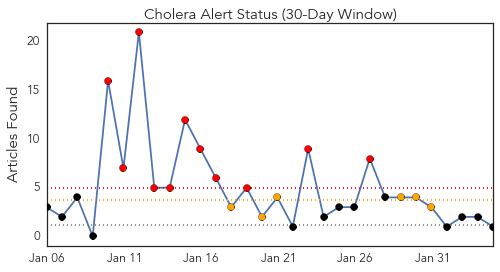 Cholera Alert Status (30-Day Window)
Articles Found
20
15
10
5
0
Jan 06
Jan 11
Jan 16
Jan 21
Jan 26
Jan 31